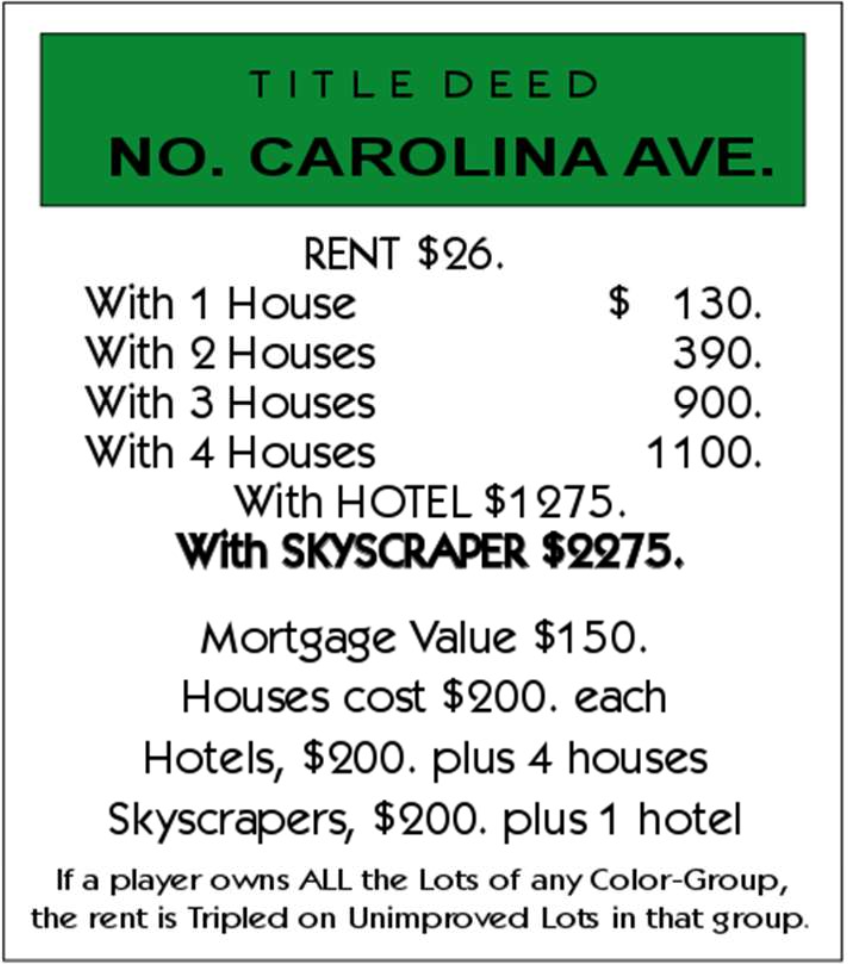 TITLE DEED
NO. CAROLINA AVE.
RENT $26.
With 1 House $ 130.
With 2 Houses 390.
With 3 Houses 900.
With 4 Houses 1100.
With HOTEL $1275.
With SKYSCRAPER $2275.
Mortgage Value $150.
Houses cost $200. each
Hotels, $200. plus 4 houses
Skyscrapers, $200. plus 1 hotel
If a player owns ALL the Lots of any Color-Group,
the rent is Tripled on Unimproved Lots in that group.